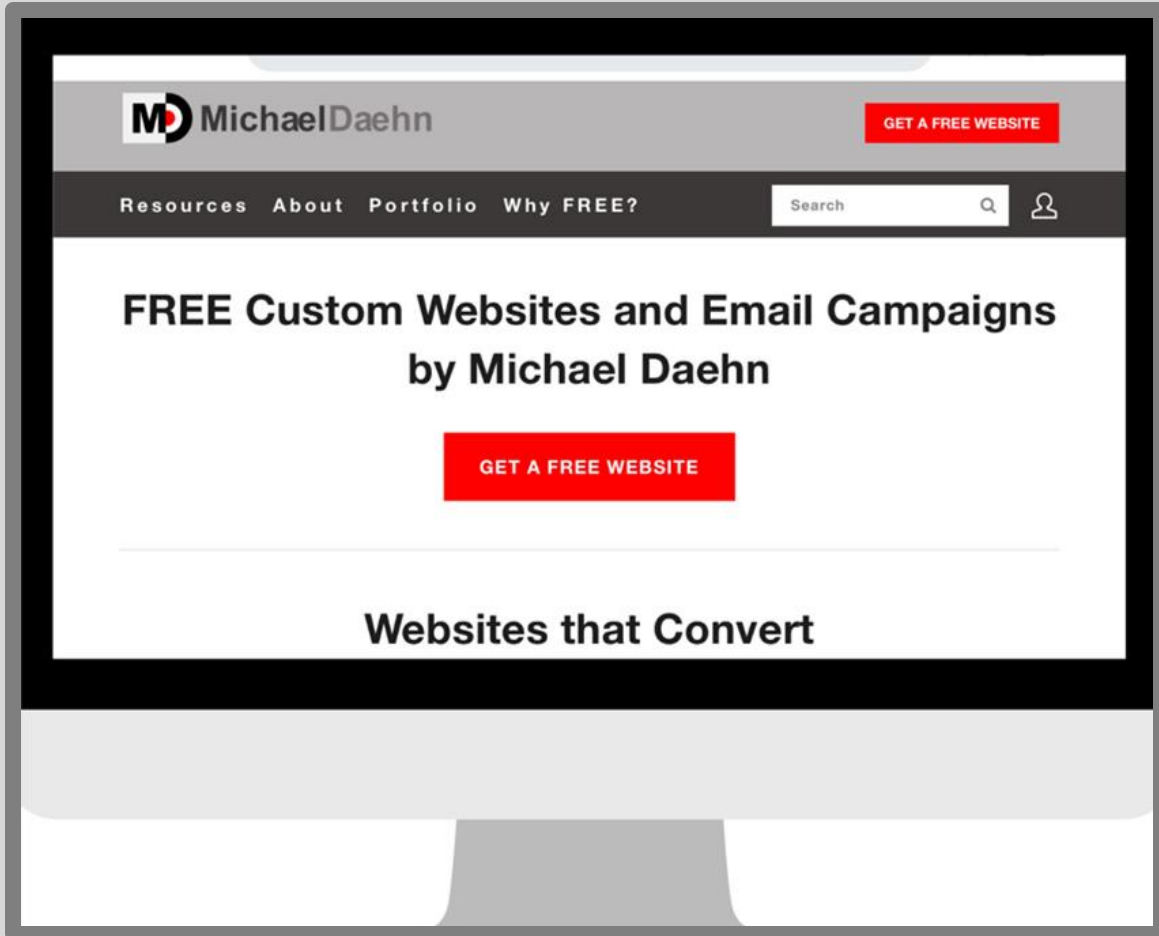 MD MichaelDaehn
GET A FREE WEBSITE
Resources About Portfolio Why FREE?
Search
FREE Custom Websites and Email Campaigns
by Michael Daehn
GET A FREE WEBSITE
Websites that Convert